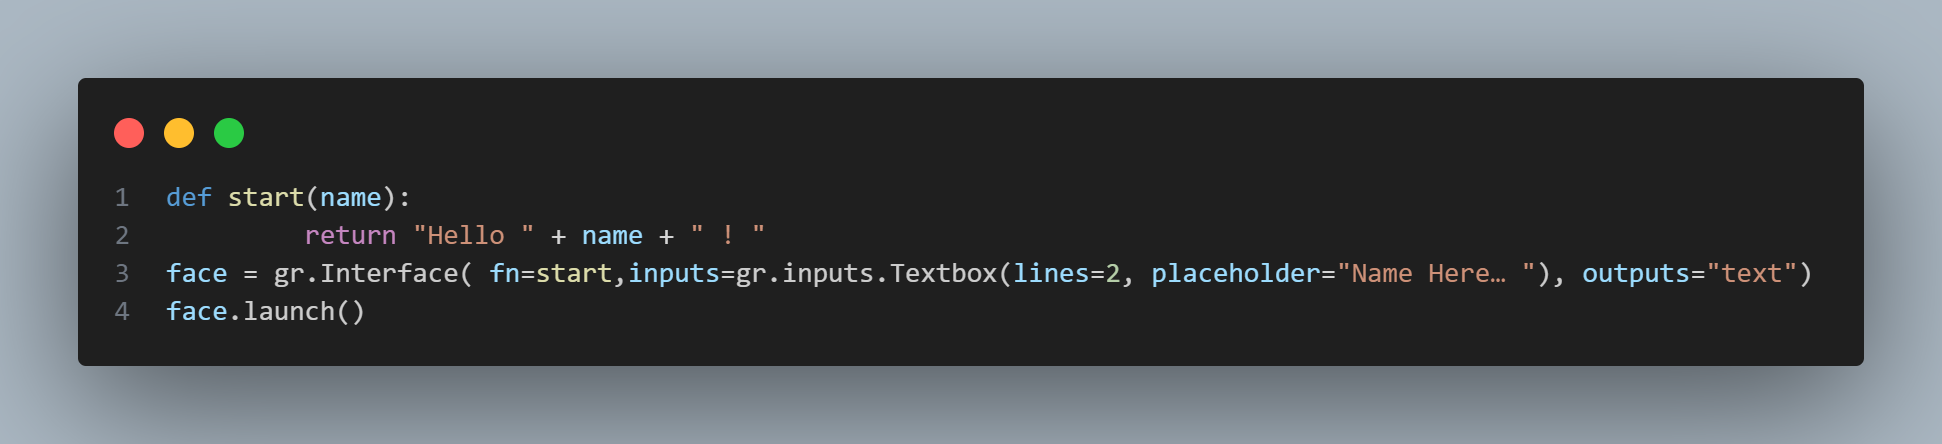 1 def start(name):
2 return "Hello " + name + " ! "
3 face = gr.Interface( fn=start,inputs=gr.inputs.Textbox(lines=2, placeholder="Name Here… "), outputs="text")
4 face.launch()